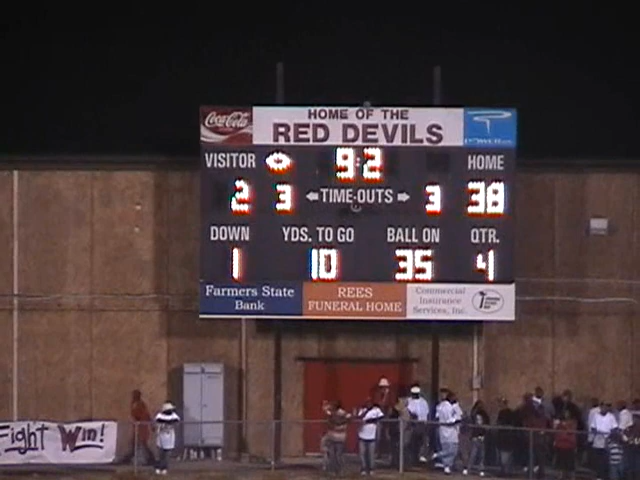 Coca-Cola
HOME OF THE
RED DEVILS
VISITOR 9:2 HOME
2 3 TIME-OUTS 3 38
DOWN YDS. TO GO BALL ON QTR.
1 10 35 4
Farmers State
Bank
REES
FUNERAL HOME
Commercial
Insurance
Services, Inc.
Fight Win!